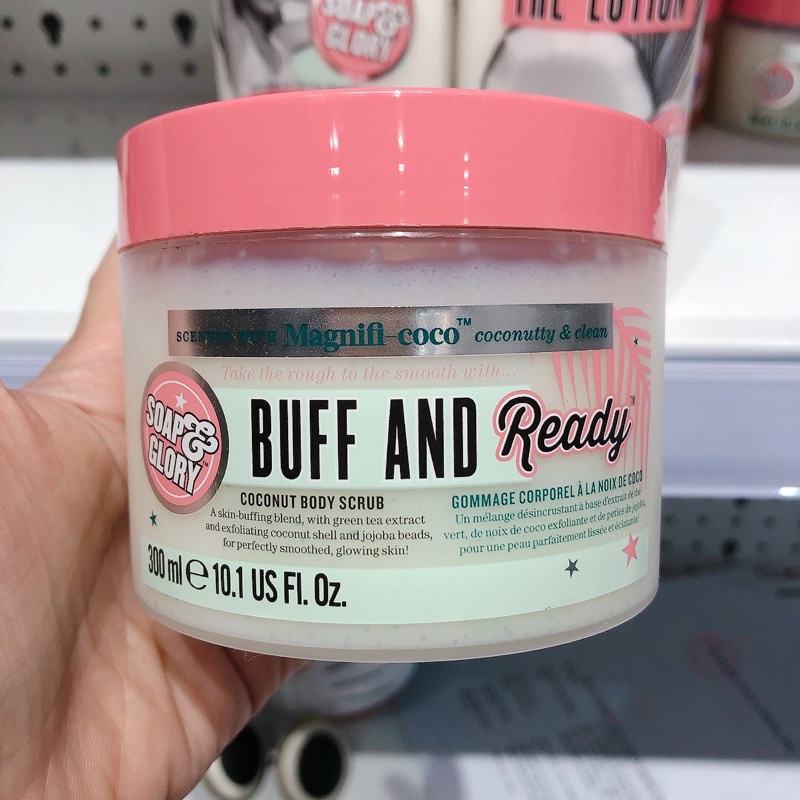 SOAP &
GLORY
THE LOTION
SCENTED WITH Magnifi-coco™ coconutty & clean
Take the rough to the smooth with...
SOAP &
GLORY™
BUFF AND Ready™
COCONUT BODY SCRUB
A skin-buffing blend, with green tea extract
and exfoliating coconut shell and jojoba beads,
for perfectly smoothed, glowing skin!
GOMMAGE CORPOREL À LA NOIX DE COCO
Un mélange désincrustant à base d'extrait de thé
vert, de noix de coco exfoliante et de perles de jojoba,
pour une peau parfaitement lissée et éclatante!
300 ml ℮ 10.1 US Fl. Oz.